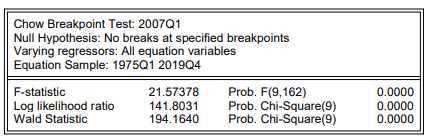 Chow Breakpoint Test: 2007Q1
Null Hypothesis: No breaks at specified breakpoints
Varying regressors: All equation variables
Equation Sample: 1975Q1 2019Q4
F-statistic 21.57378 Prob. F(9,162) 0.0000
Log likelihood ratio 141.8031 Prob. Chi-Square(9) 0.0000
Wald Statistic 194.1640 Prob. Chi-Square(9) 0.0000